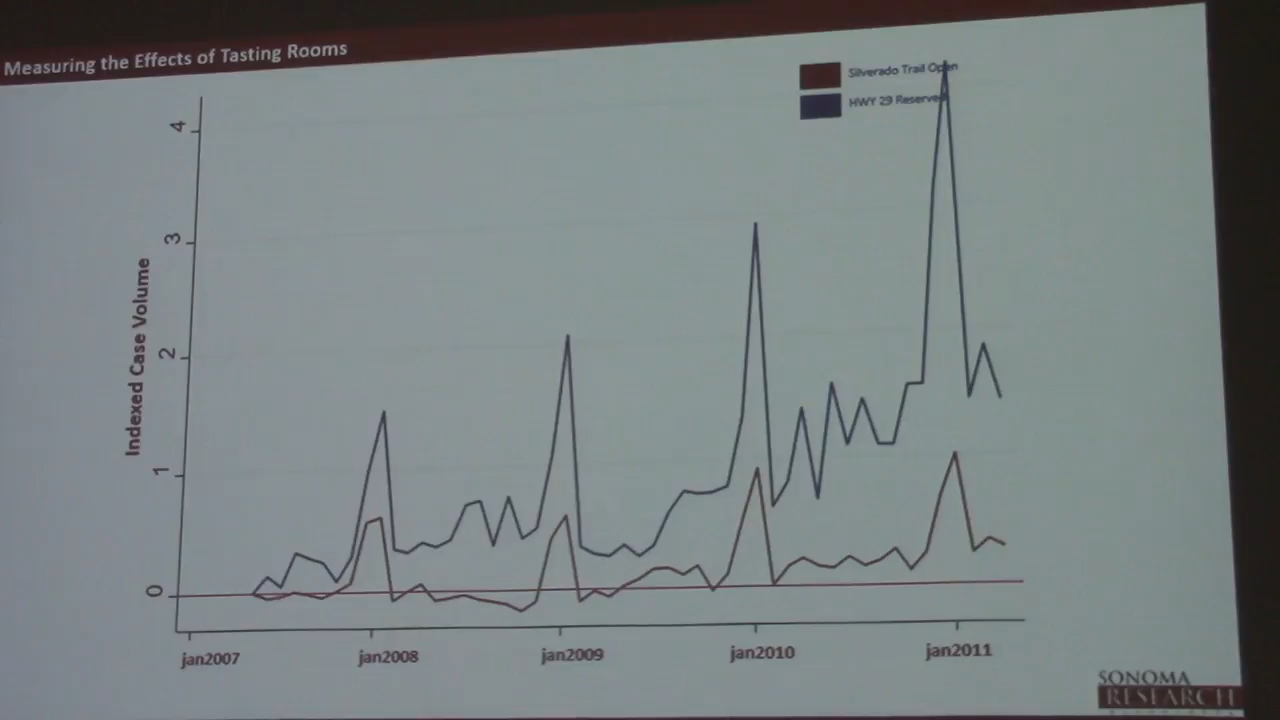 Measuring the Effects of Tasting Rooms
Silverado Trail Open
HWY 29 Reserve
4
3
2
1
0
Indexed Case Volume
jan2007
jan2008
jan2009
jan2010
jan2011
SONOMA
RESEARCH